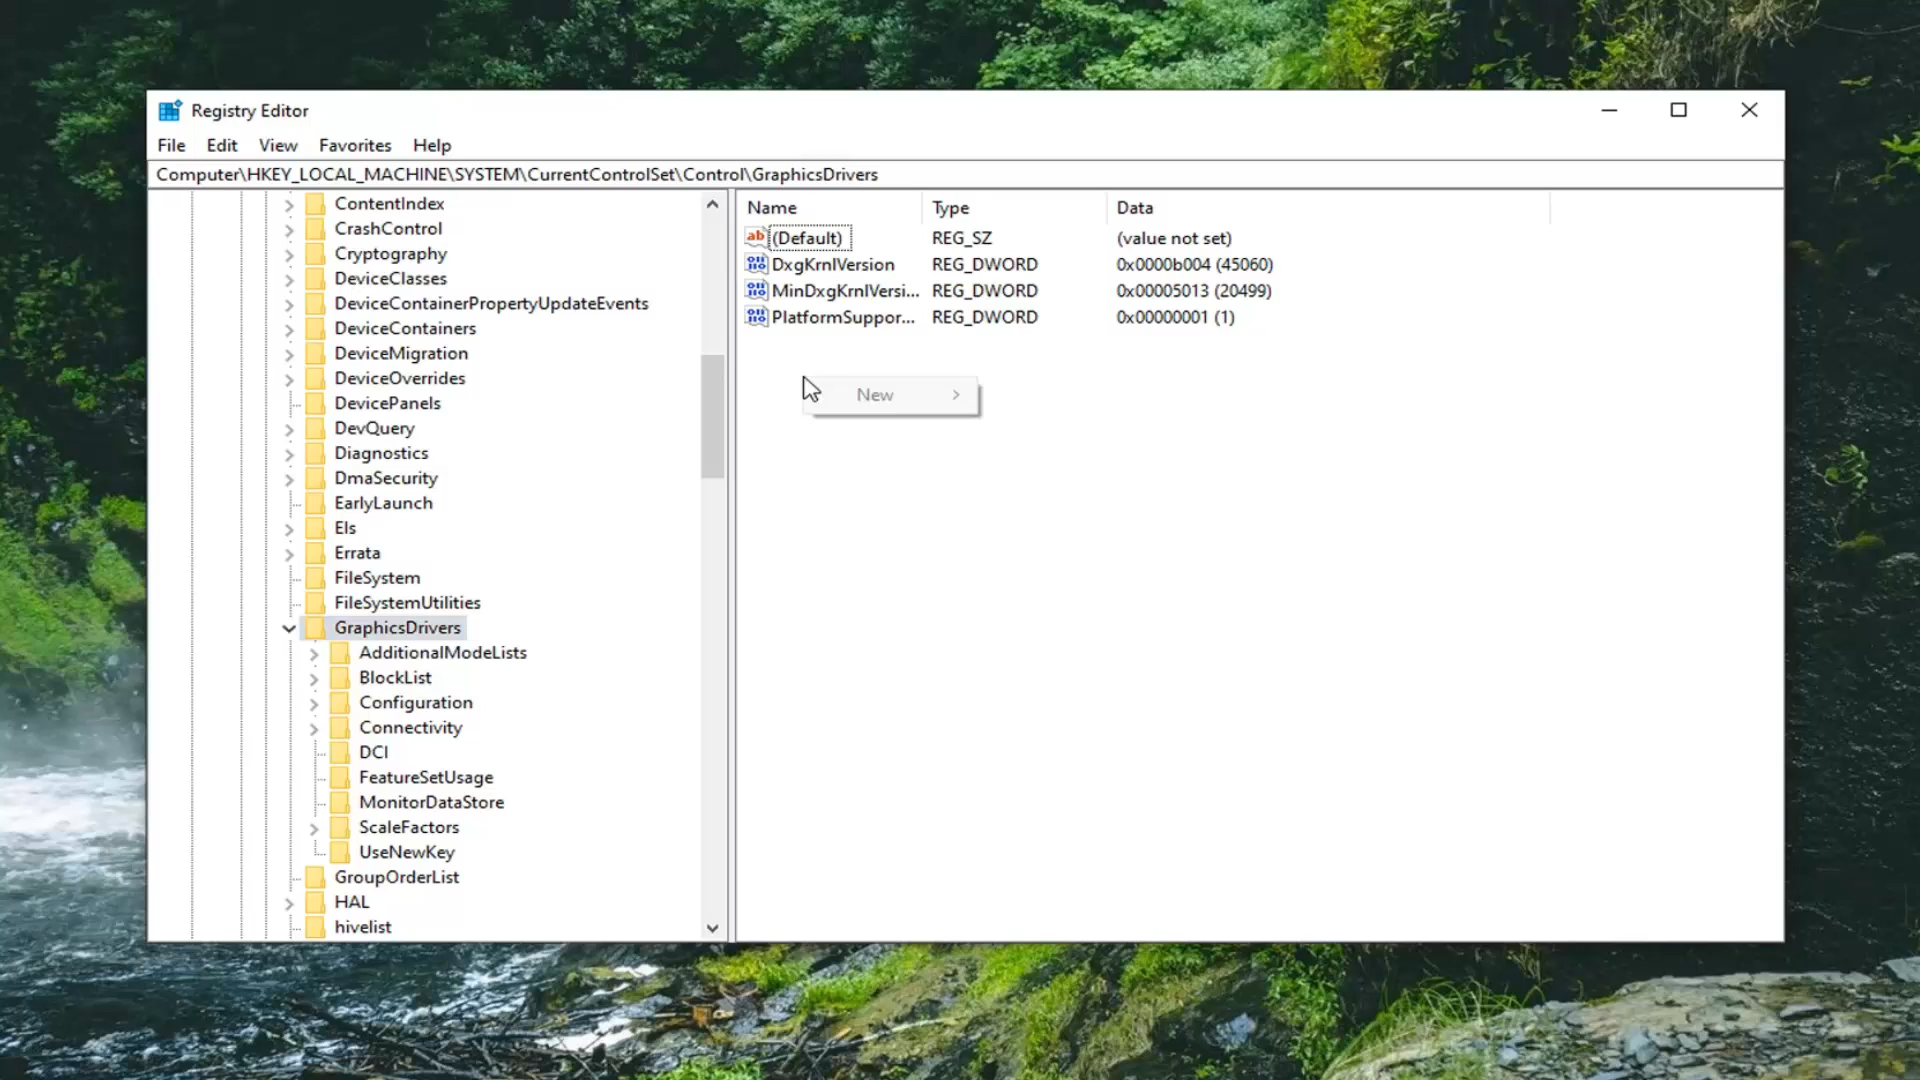 Registry Editor
File Edit View Favorites Help
Computer\HKEY_LOCAL_MACHINE\SYSTEM\CurrentControlSet\Control\GraphicsDrivers
ContentIndex
CrashControl
Cryptography
DeviceClasses
DeviceContainerPropertyUpdateEvents
DeviceContainers
DeviceMigration
DeviceOverrides
DevicePanels
DevQuery
Diagnostics
DmaSecurity
EarlyLaunch
Els
Errata
FileSystem
FileSystemUtilities
GraphicsDrivers
AdditionalModeLists
BlockList
Configuration
Connectivity
DCI
FeatureSetUsage
MonitorDataStore
ScaleFactors
UseNewKey
GroupOrderList
HAL
hivelist
Name Type Data
(Default) REG_SZ (value not set)
DxgKrnlVersion REG_DWORD 0x0000b004 (45060)
MinDxgKrnlVersi... REG_DWORD 0x00005013 (20499)
PlatformSuppor... REG_DWORD 0x00000001 (1)
New